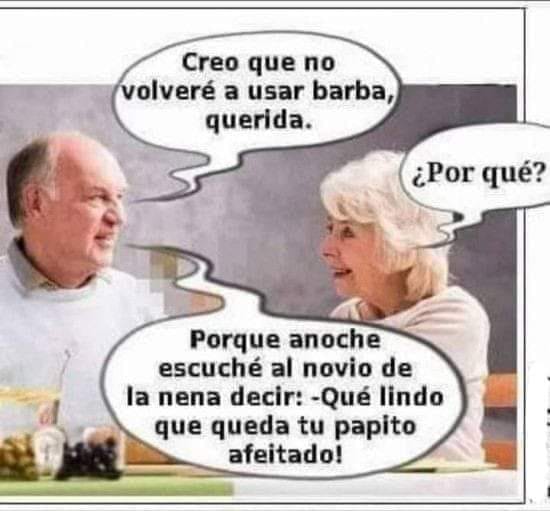 Creo que no
volveré a usar barba,
querida.
¿Por qué?
Porque anoche
escuché al novio de
la nena decir: -Qué lindo
que queda tu papito
afeitado!